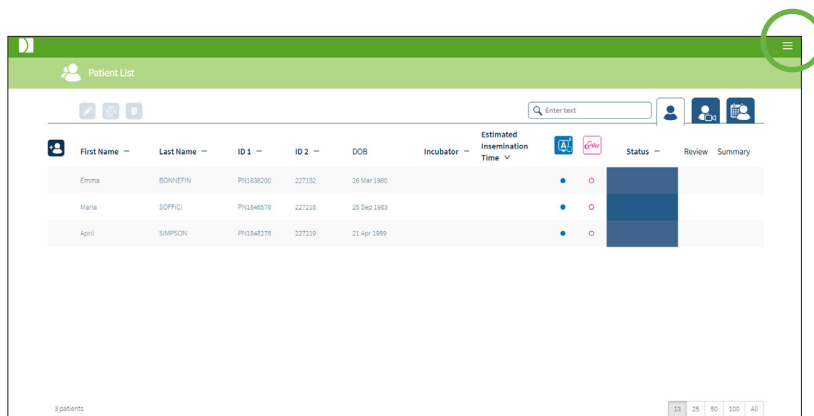 Patient List
Enter text
First Name – Last Name – ID 1 – ID 2 – DOB Incubator – Estimated Insemination Time Gerri Status – Review Summary
Emma BONNEFIN PN1838200 227152 26 Mar 1980
Maria SOFFICI PN1846578 227216 25 Sep 1983
April SIMPSON PN1848278 227219 21 Apr 1989
3 patients 13 25 50 100 All